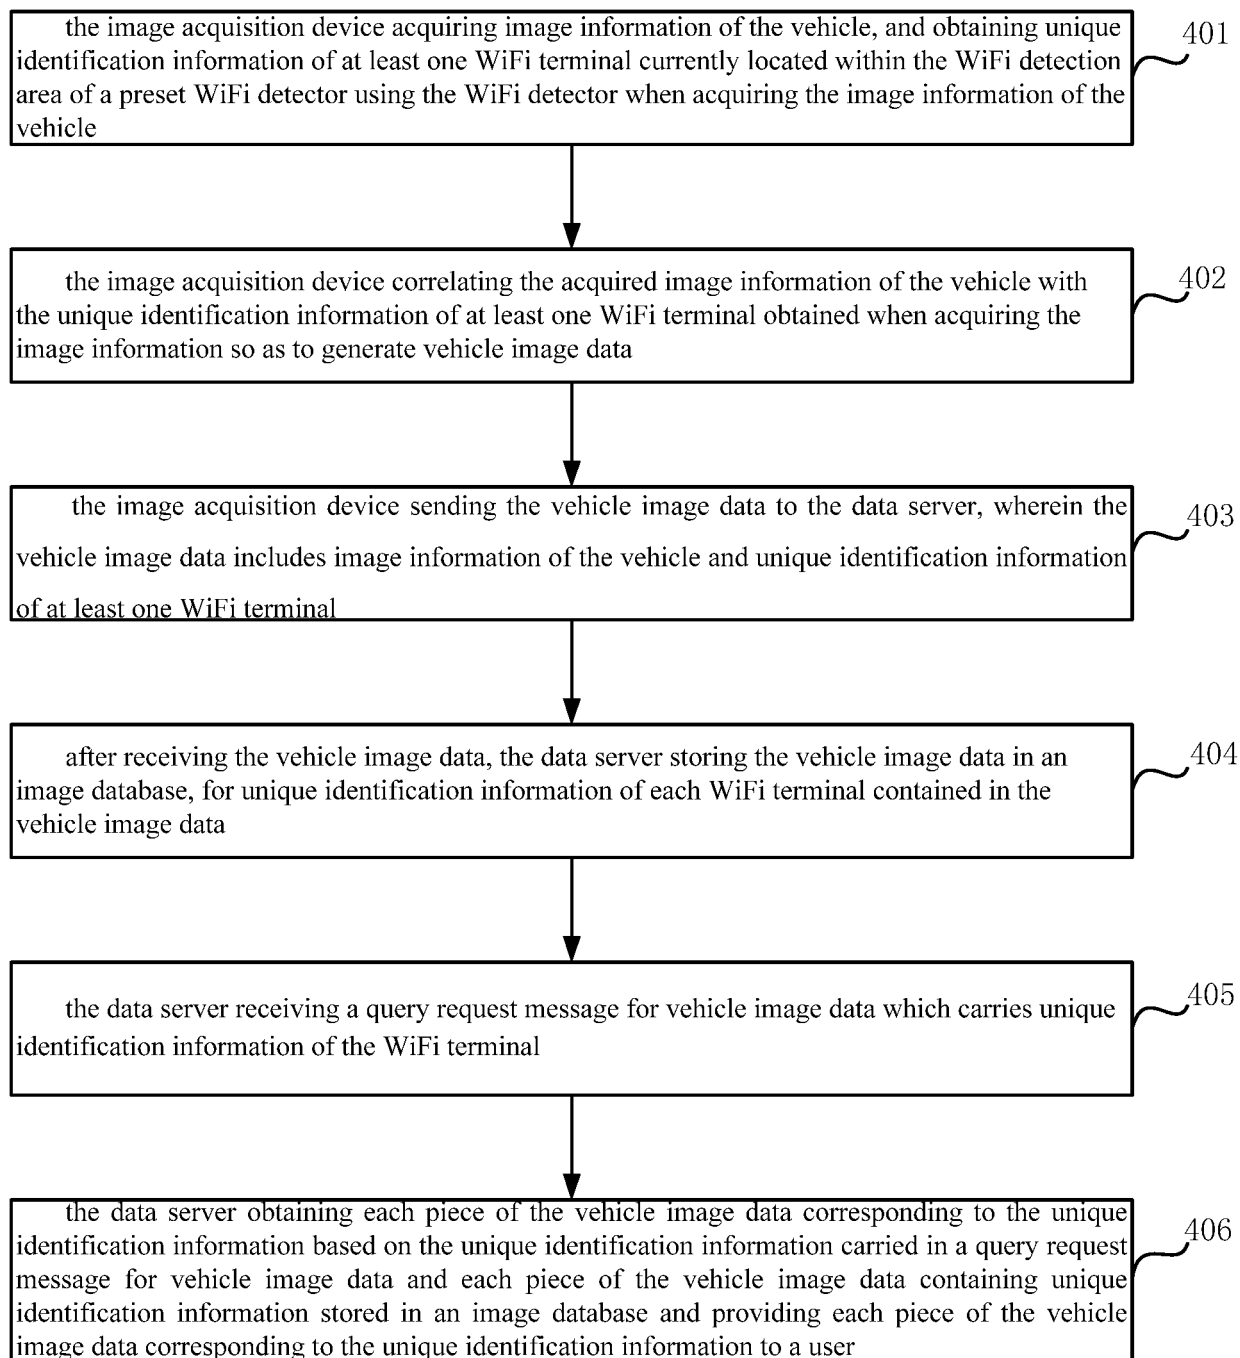 the image acquisition device acquiring image information of the vehicle, and obtaining unique
identification information of at least one WiFi terminal currently located within the WiFi detection
area of a preset WiFi detector using the WiFi detector when acquiring the image information of the
vehicle
401
the image acquisition device correlating the acquired image information of the vehicle with
the unique identification information of at least one WiFi terminal obtained when acquiring the
image information so as to generate vehicle image data
402
the image acquisition device sending the vehicle image data to the data server, wherein the
vehicle image data includes image information of the vehicle and unique identification information
of at least one WiFi terminal
403
after receiving the vehicle image data, the data server storing the vehicle image data in an
image database, for unique identification information of each WiFi terminal contained in the
vehicle image data
404
the data server receiving a query request message for vehicle image data which carries unique
identification information of the WiFi terminal
405
the data server obtaining each piece of the vehicle image data corresponding to the unique
identification information based on the unique identification information carried in a query request
message for vehicle image data and each piece of the vehicle image data containing unique
identification information stored in an image database and providing each piece of the vehicle
image data corresponding to the unique identification information to a user
406